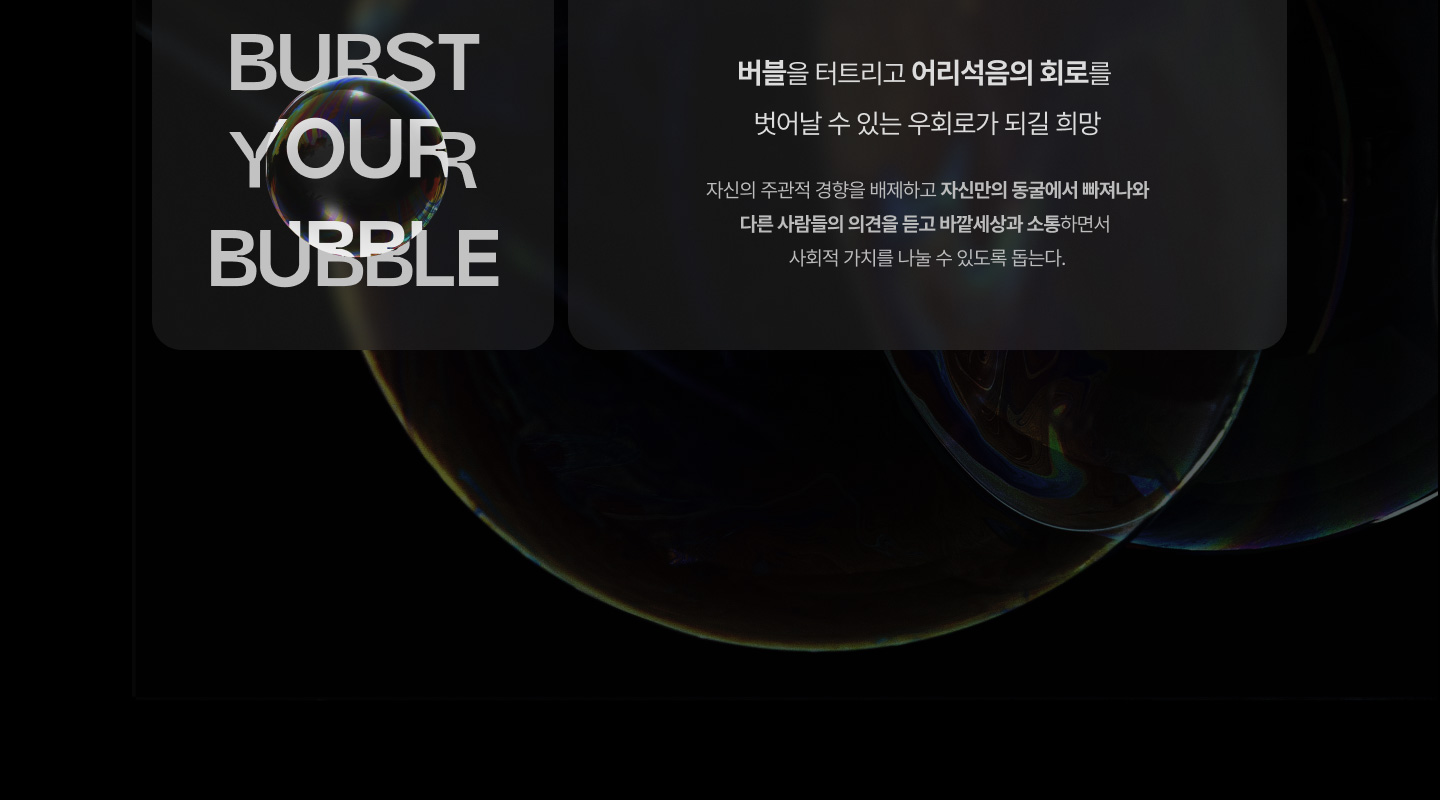 BURST
YOUR
BUBBLE
버블을 터트리고 어리석음의 회로를
벗어날 수 있는 우회로가 되길 희망
자신의 주관적 경향을 배제하고 자신만의 동굴에서 빠져나와
다른 사람들의 의견을 듣고 바깥세상과 소통하면서
사회적 가치를 나눌 수 있도록 돕는다.